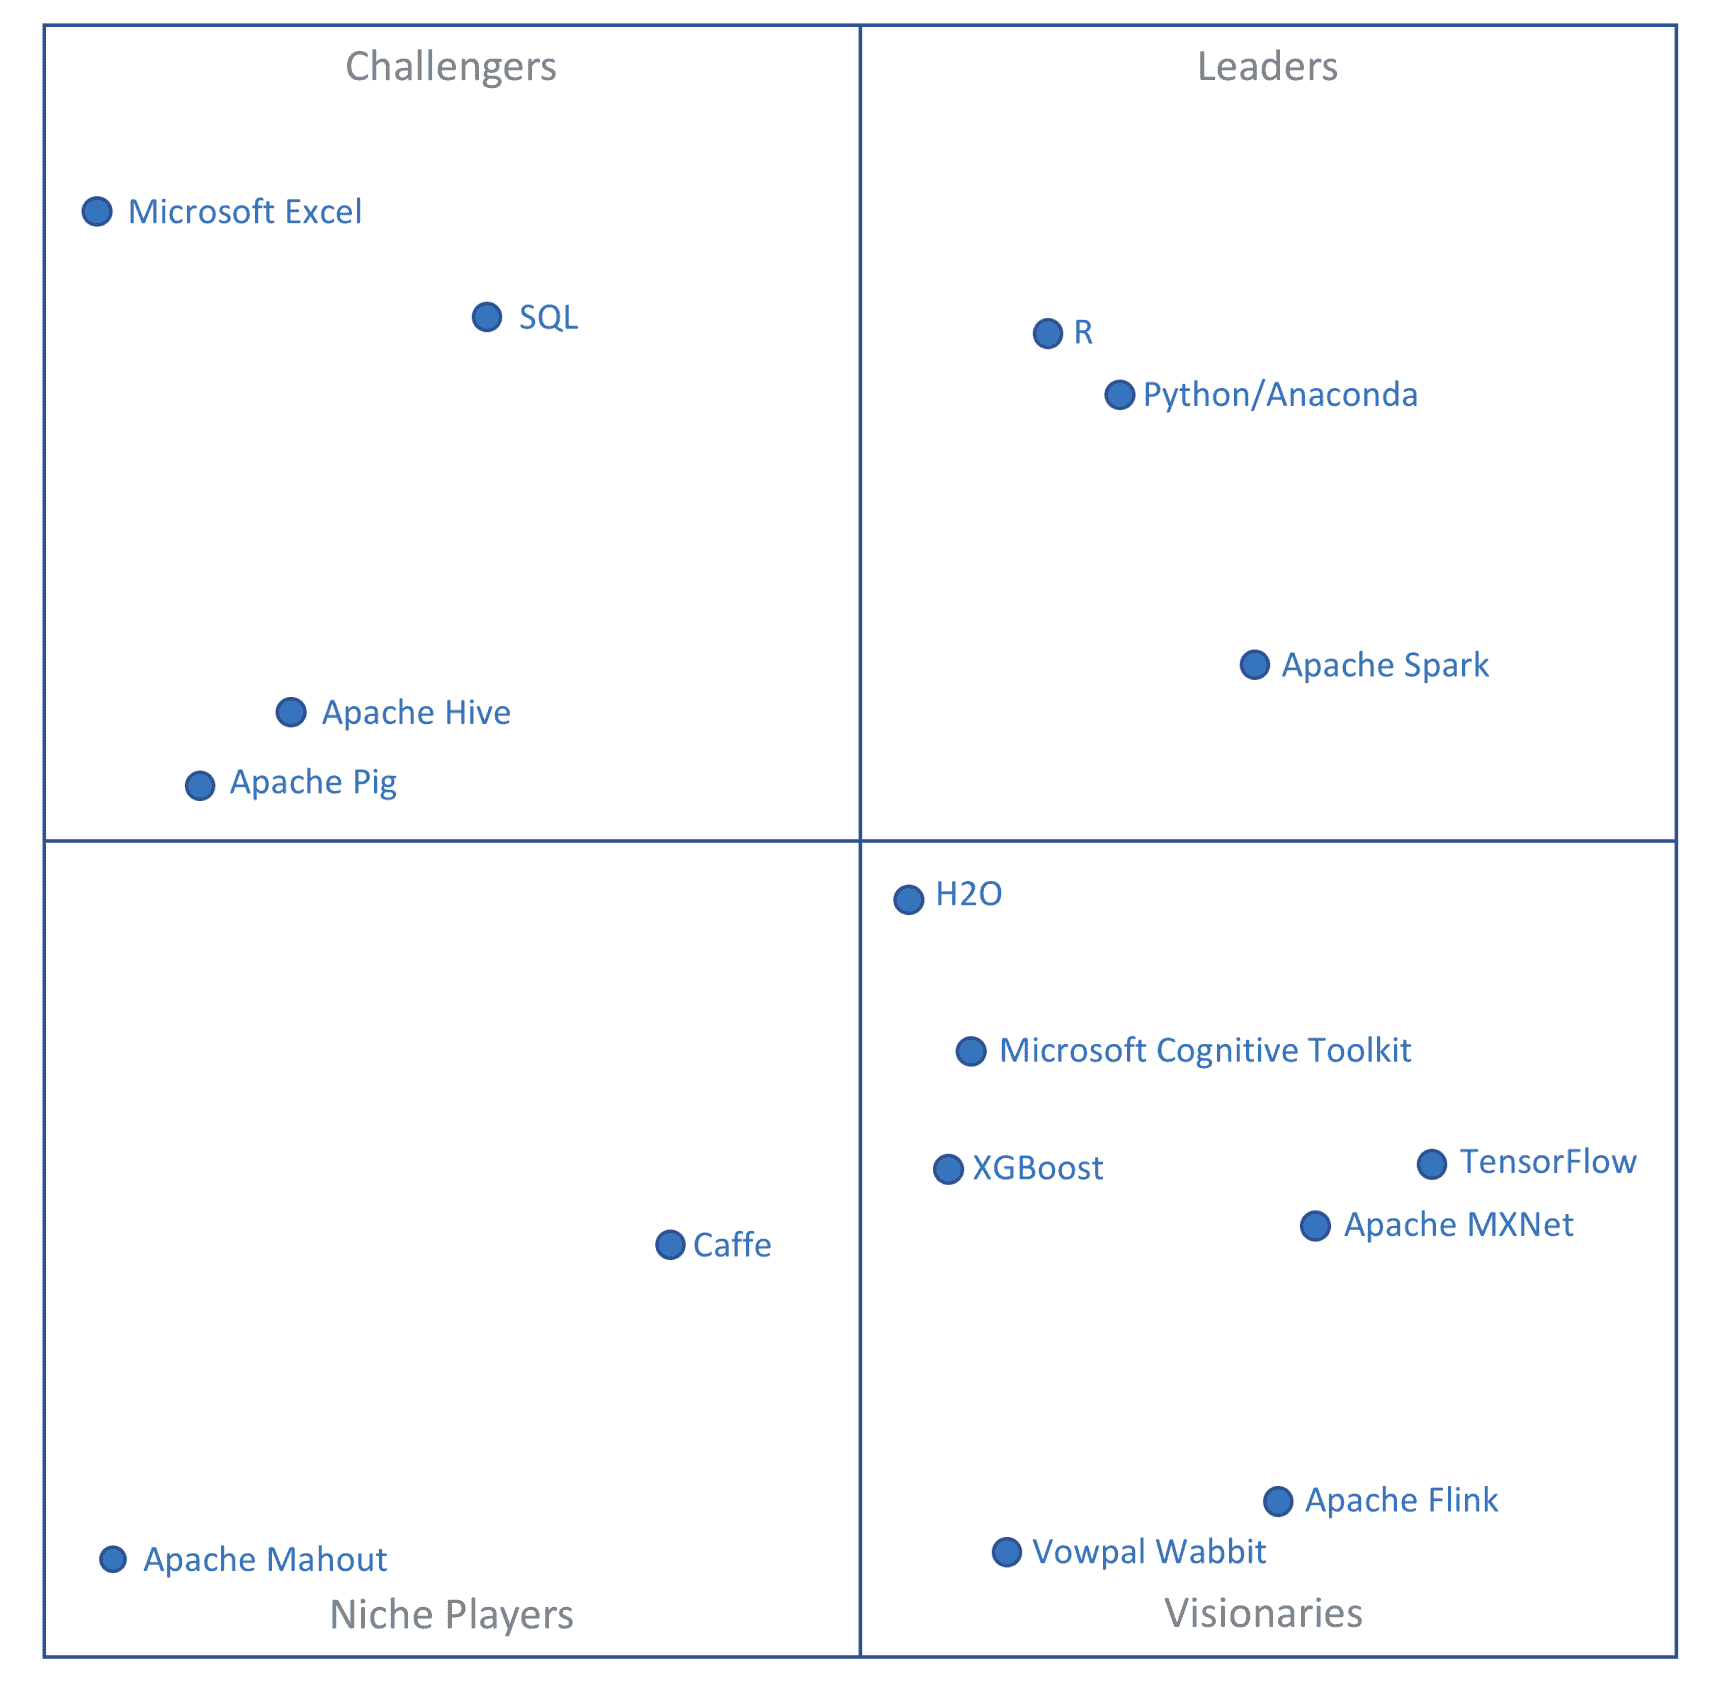 Challengers
Leaders
Microsoft Excel
SQL
R
Python/Anaconda
Apache Spark
Apache Hive
Apache Pig
H2O
Microsoft Cognitive Toolkit
XGBoost
TensorFlow
Apache MXNet
Caffe
Apache Flink
Vowpal Wabbit
Apache Mahout
Niche Players
Visionaries